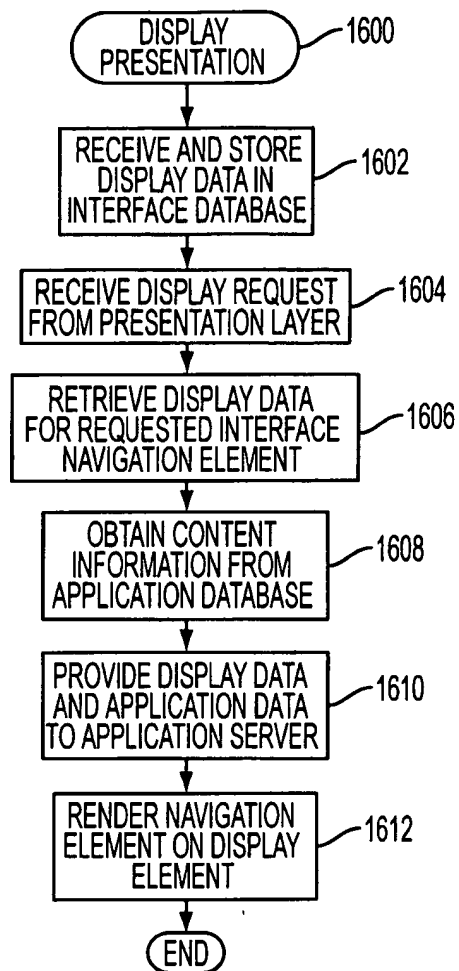 DISPLAY
PRESENTATION
1600
RECEIVE AND STORE
DISPLAY DATA IN
INTERFACE DATABASE
1602
RECEIVE DISPLAY REQUEST
FROM PRESENTATION LAYER
1604
RETRIEVE DISPLAY DATA
FOR REQUESTED INTERFACE
NAVIGATION ELEMENT
1606
OBTAIN CONTENT
INFORMATION FROM
APPLICATION DATABASE
1608
PROVIDE DISPLAY DATA
AND APPLICATION DATA
TO APPLICATION SERVER
1610
RENDER NAVIGATION
ELEMENT ON DISPLAY
ELEMENT
1612
END